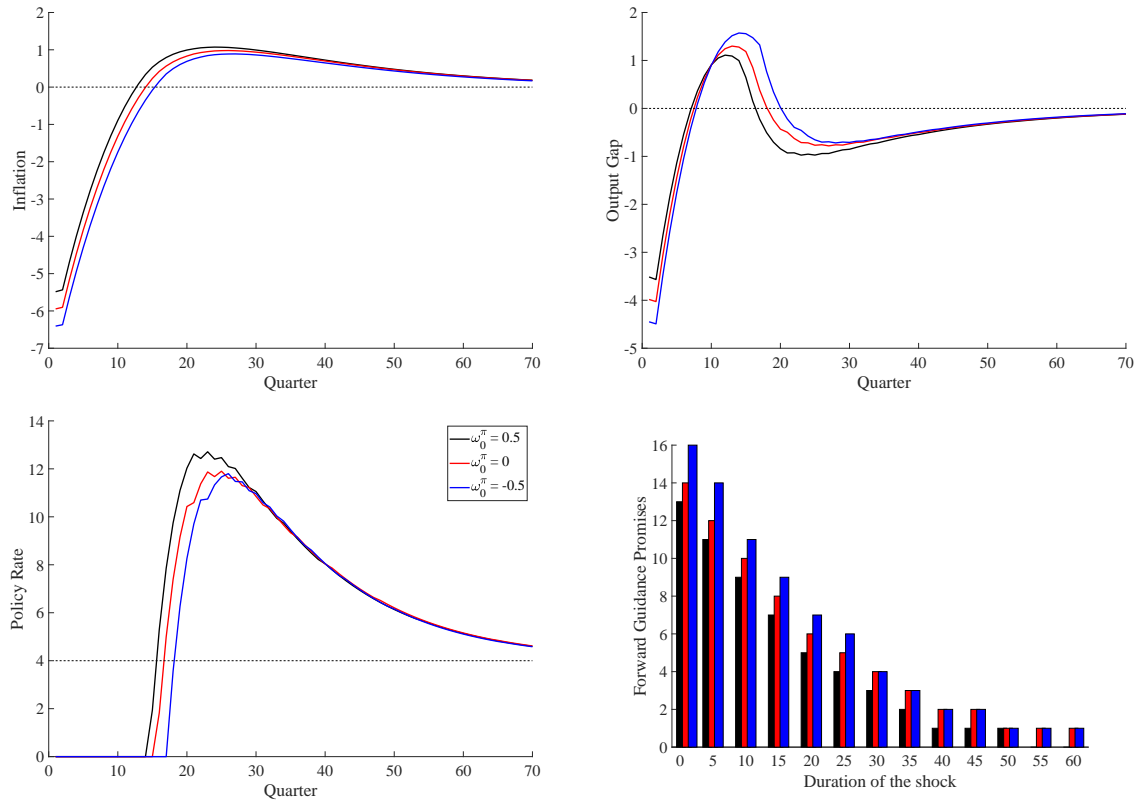 2
1
0
-1
-2
-3
-4
-5
-6
-7
Inflation
0 10 20 30 40 50 60 70
Quarter
2
1
0
-1
-2
-3
-4
-5
Output Gap
0 10 20 30 40 50 60 70
Quarter
14
12
10
8
6
4
2
0
Policy Rate
ω₀^π = 0.5
ω₀^π = 0
ω₀^π = -0.5
0 10 20 30 40 50 60 70
Quarter
16
14
12
10
8
6
4
2
0
Forward Guidance Promises
0 5 10 15 20 25 30 35 40 45 50 55 60
Duration of the shock